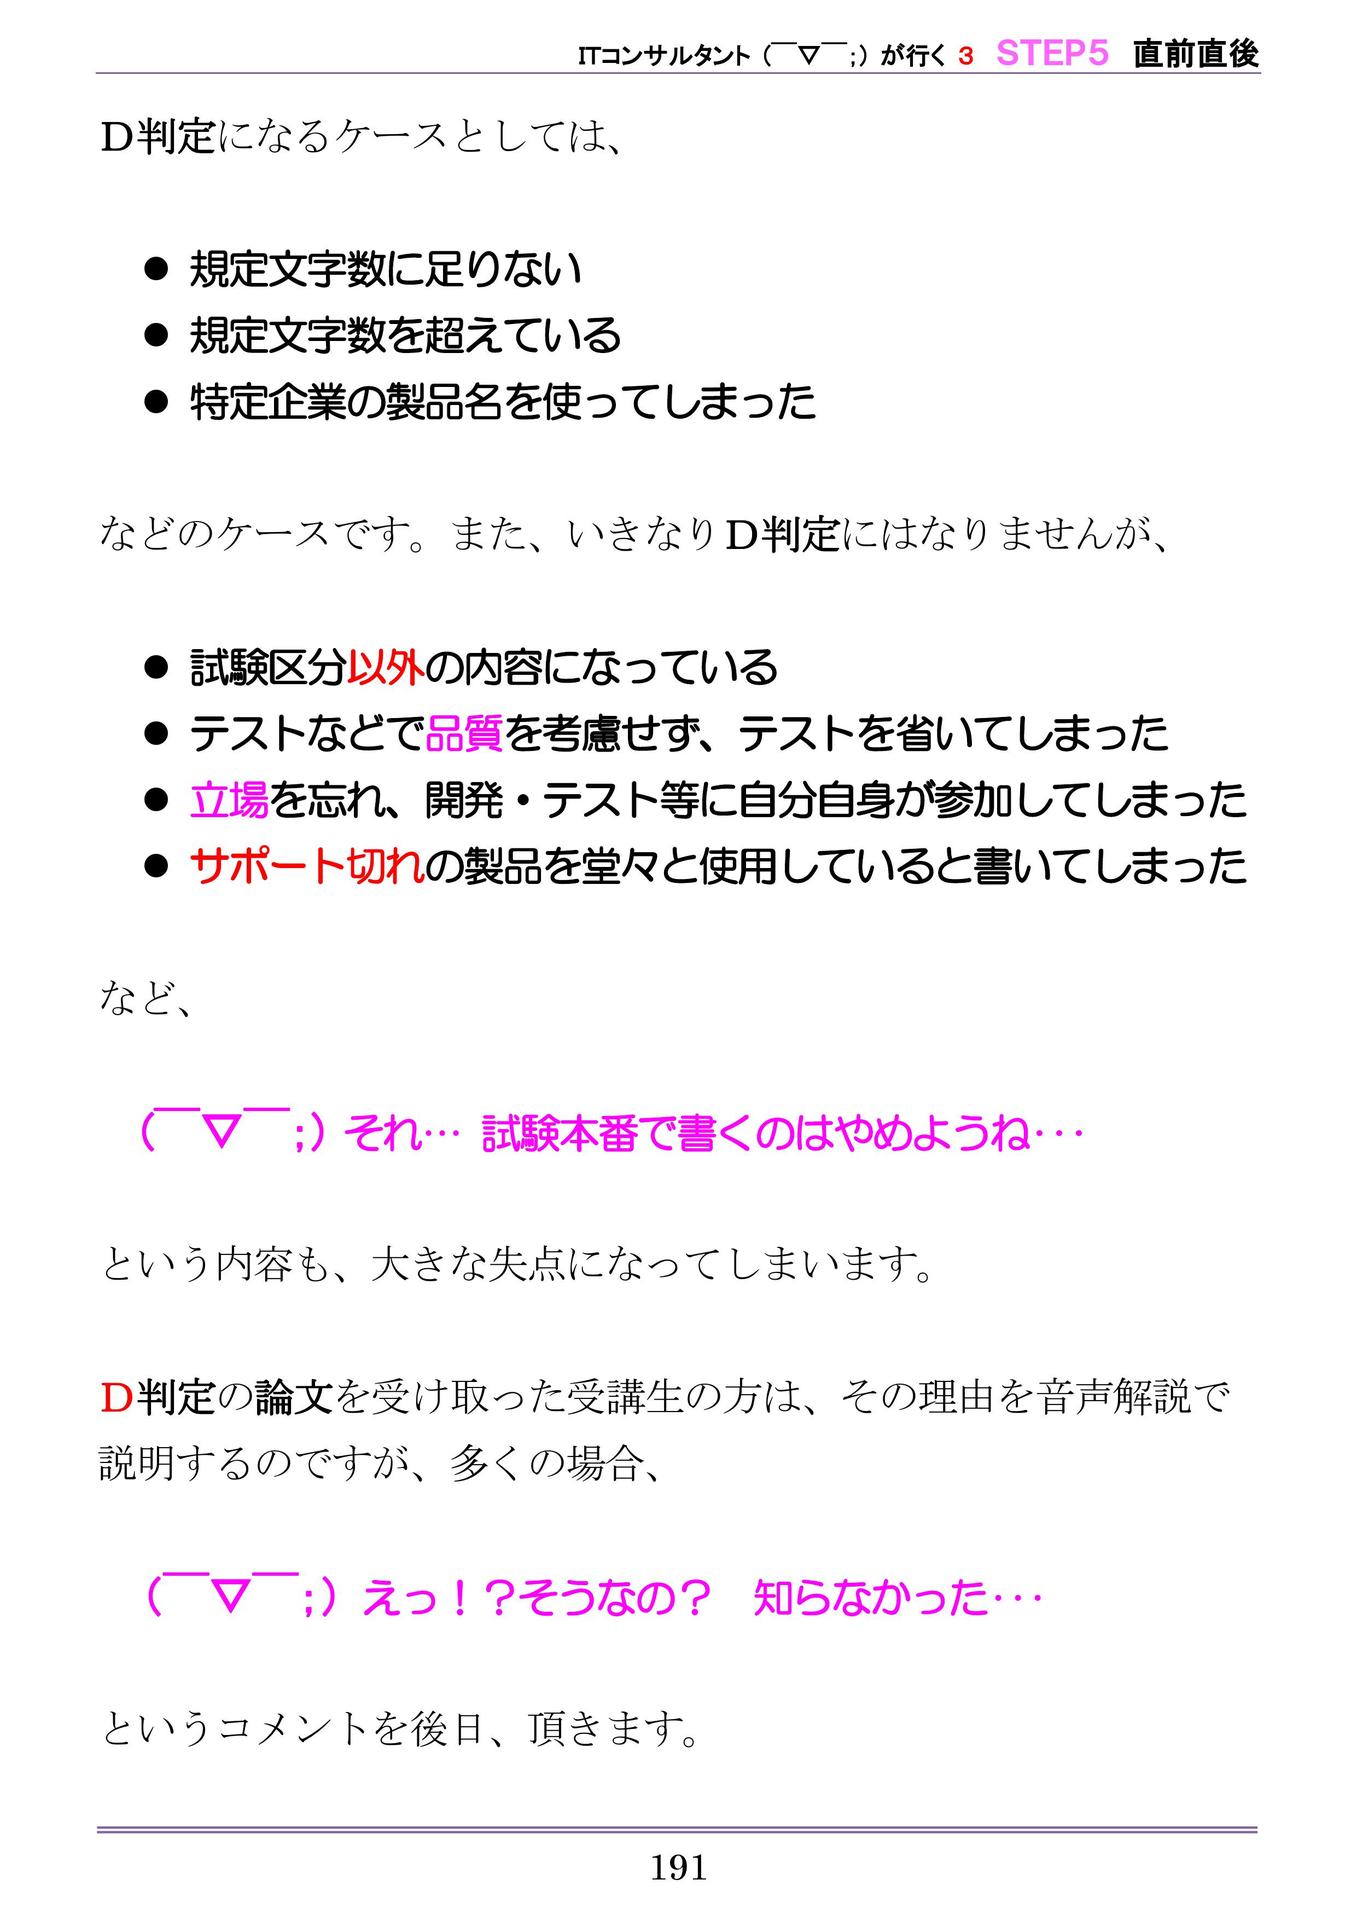 ITコンサルタント（￣▽￣；）が行く 3 STEP5 直前直後
Ｄ判定になるケースとしては、
● 規定文字数に足りない
● 規定文字数を超えている
● 特定企業の製品名を使ってしまった
などのケースです。また、いきなりＤ判定にはなりませんが、
● 試験区分以外の内容になっている
● テストなどで品質を考慮せず、テストを省いてしまった
● 立場を忘れ、開発・テスト等に自分自身が参加してしまった
● サポート切れの製品を堂々と使用していると書いてしまった
など、
（￣▽￣；）それ… 試験本番で書くのはやめようね･･･
という内容も、大きな失点になってしまいます。
Ｄ判定の論文を受け取った受講生の方は、その理由を音声解説で
説明するのですが、多くの場合、
（￣▽￣；）えっ！？そうなの？　知らなかった･･･
というコメントを後日、頂きます。
191